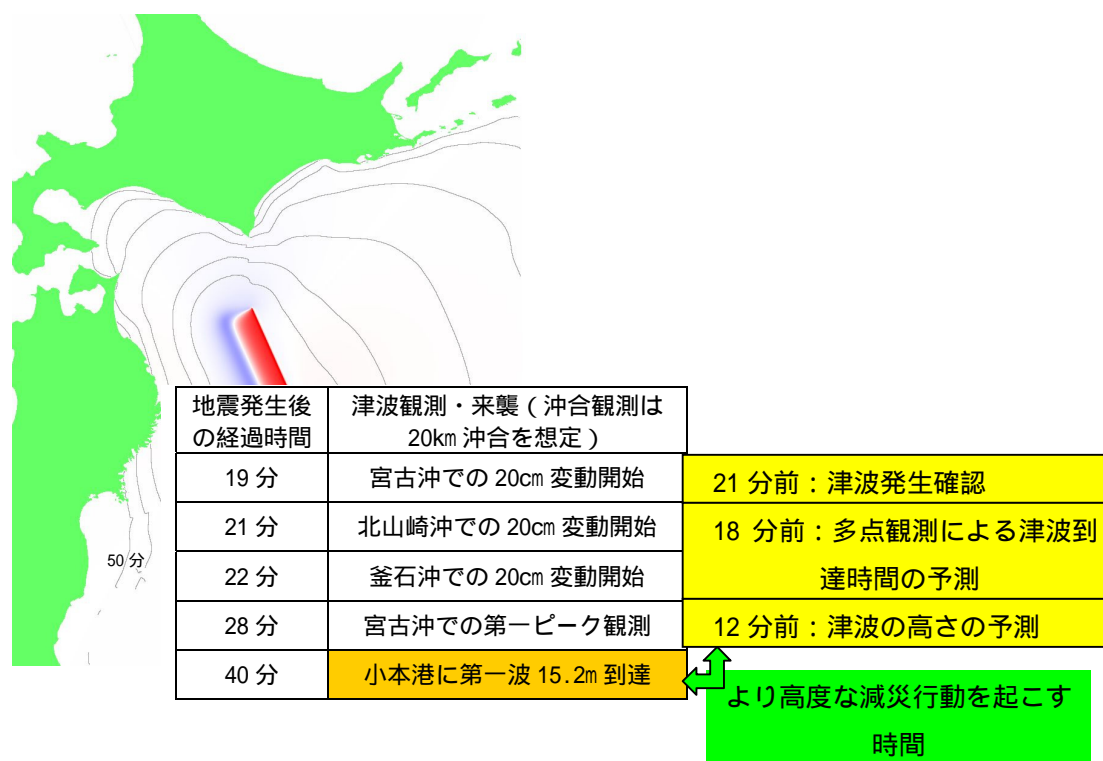 地震発生後
の経過時間
津波観測・来襲（沖合観測は
20km 沖合を想定）
19 分
宮古沖での 20cm 変動開始
21 分前：津波発生確認
21 分
北山崎沖での 20cm 変動開始
18 分前：多点観測による津波到
達時間の予測
22 分
釜石沖での 20cm 変動開始
28 分
宮古沖での第一ピーク観測
12 分前：津波の高さの予測
40 分
小本港に第一波 15.2m 到達
より高度な減災行動を起こす
時間
50 分